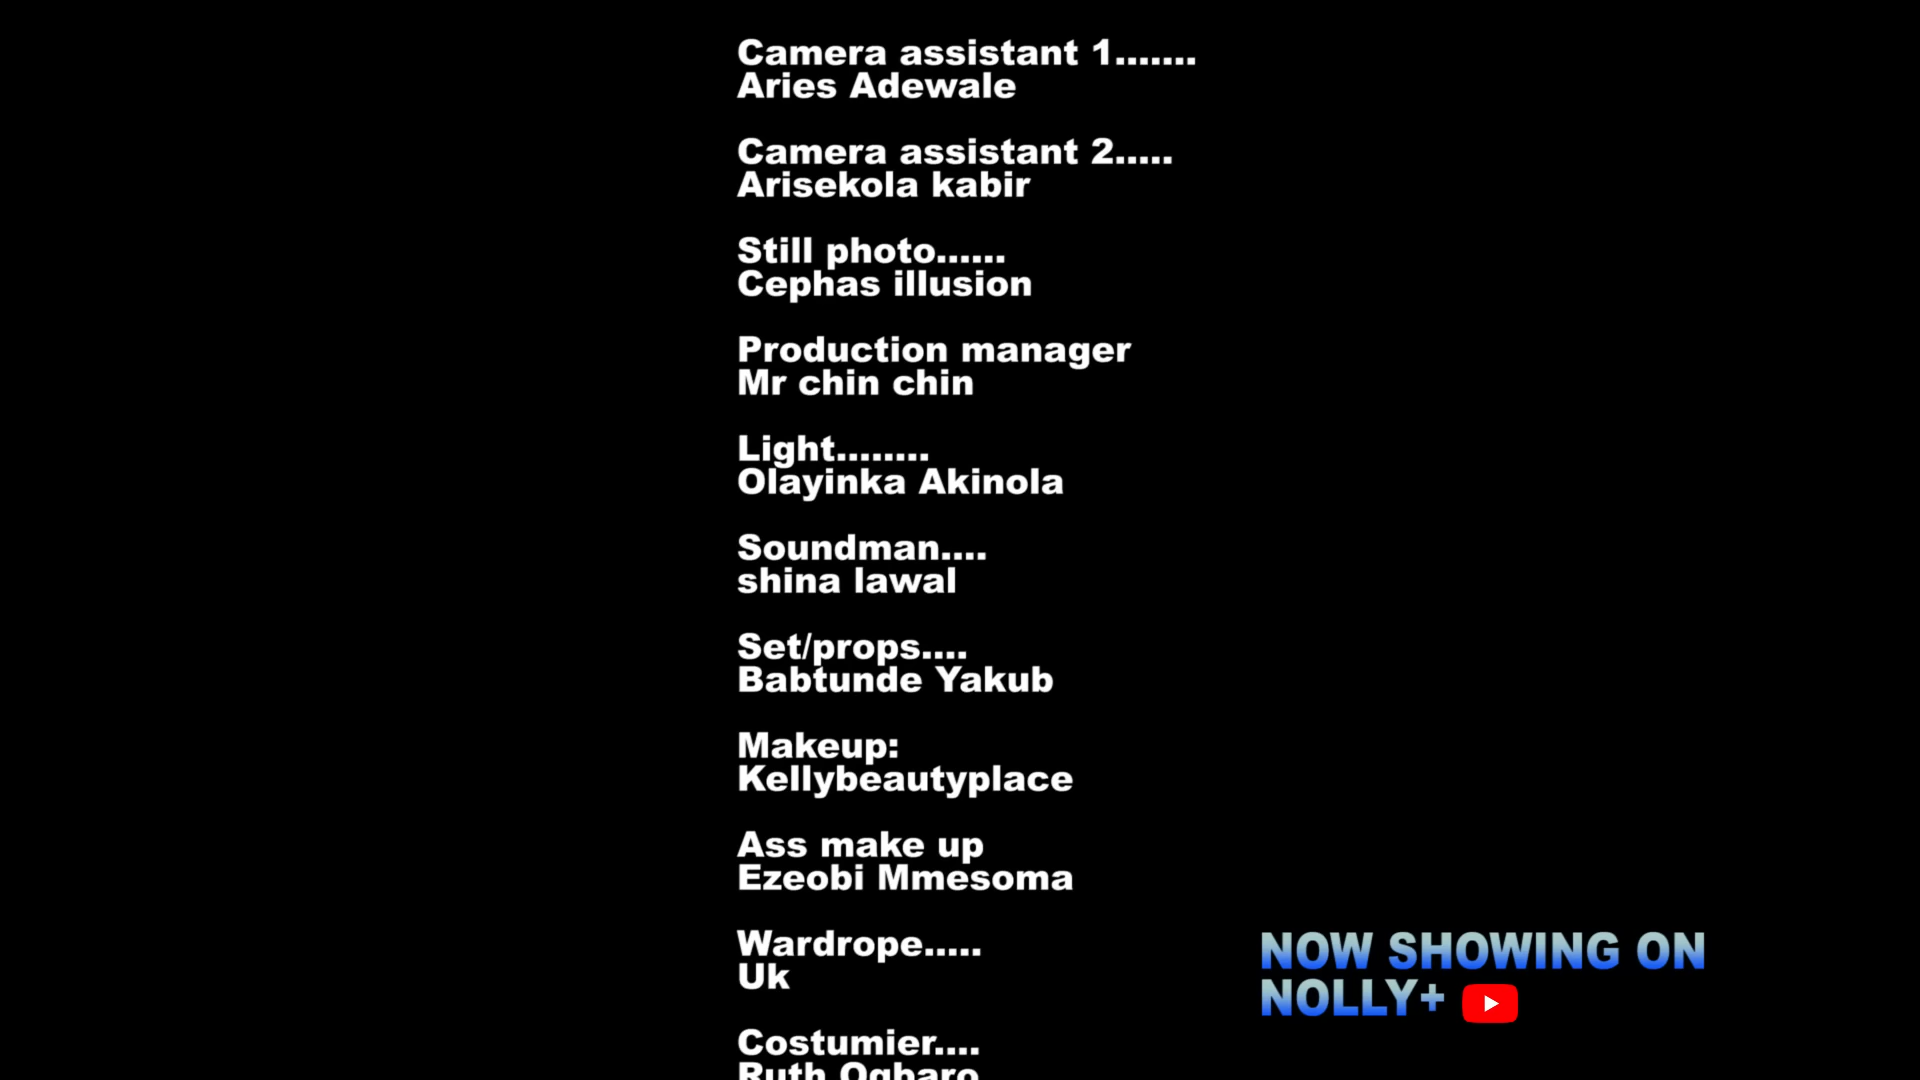 Camera assistant 1.......
Aries Adewale
Camera assistant 2.....
Arisekola kabir
Still photo......
Cephas illusion
Production manager
Mr chin chin
Light........
Olayinka Akinola
Soundman....
shina lawal
Set/props....
Babtunde Yakub
Makeup:
Kellybeautyplace
Ass make up
Ezeobi Mmesoma
Wardrope.....
Uk
Costumier....
Ruth Ogbaro
NOW SHOWING ON
NOLLY+